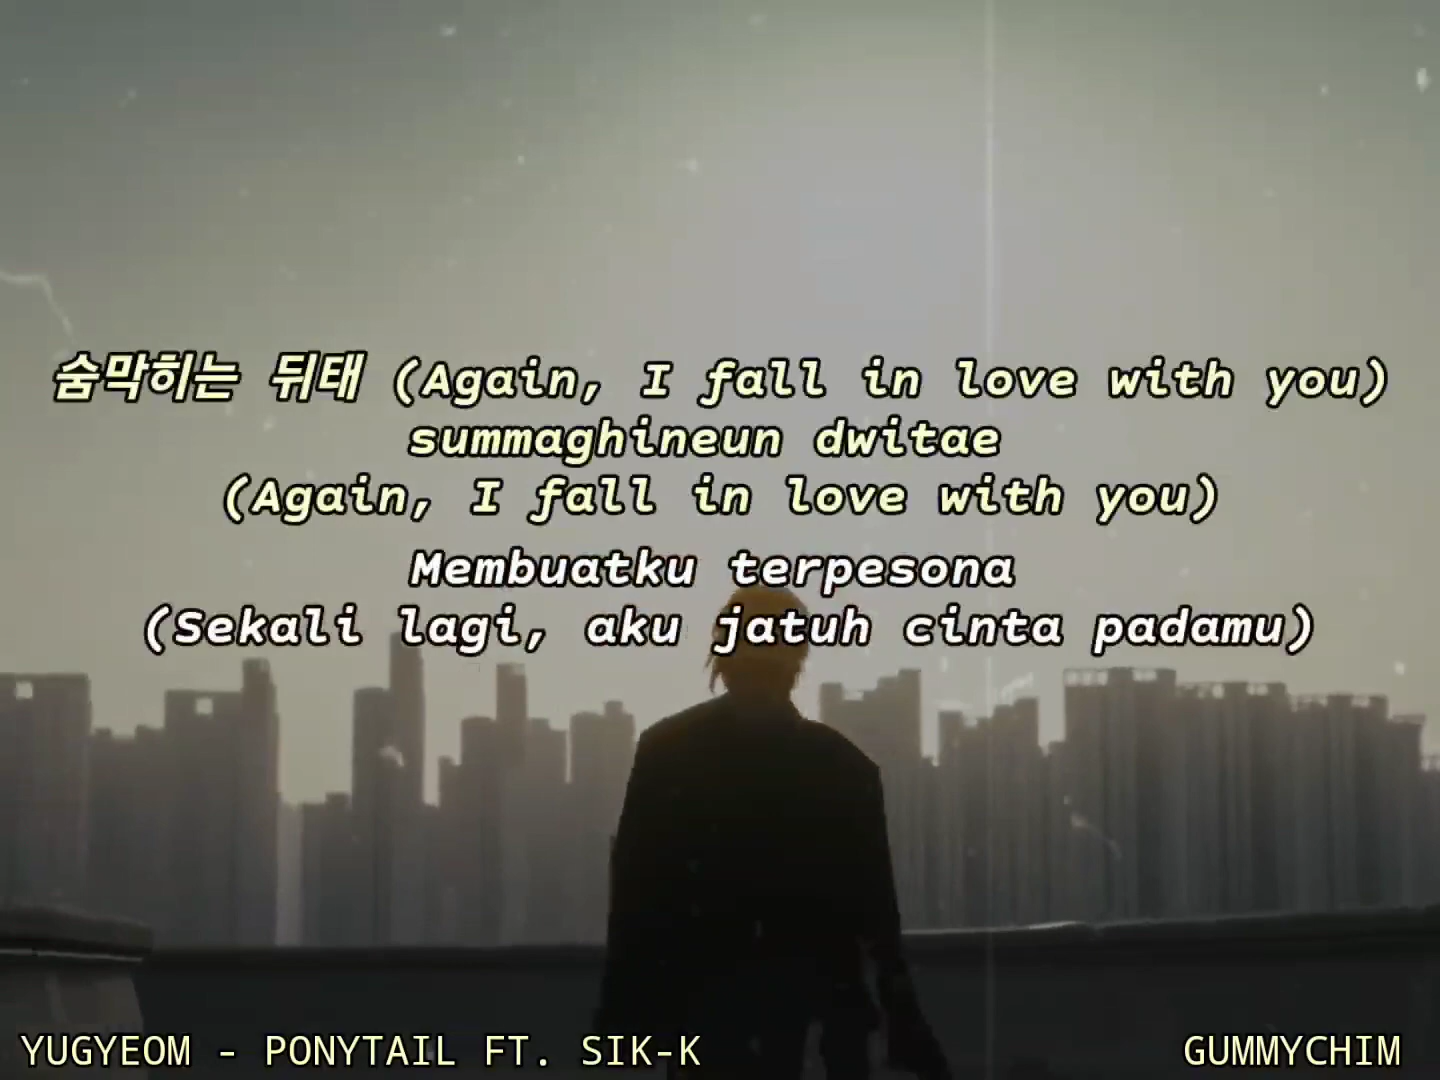 숨막히는 뒤태 (Again, I fall in love with you)
summaghineun dwitae
(Again, I fall in love with you)
Membuatku terpesona
(Sekali lagi, aku jatuh cinta padamu)
YUGYEOM - PONYTAIL FT. SIK-K
GUMMYCHIM